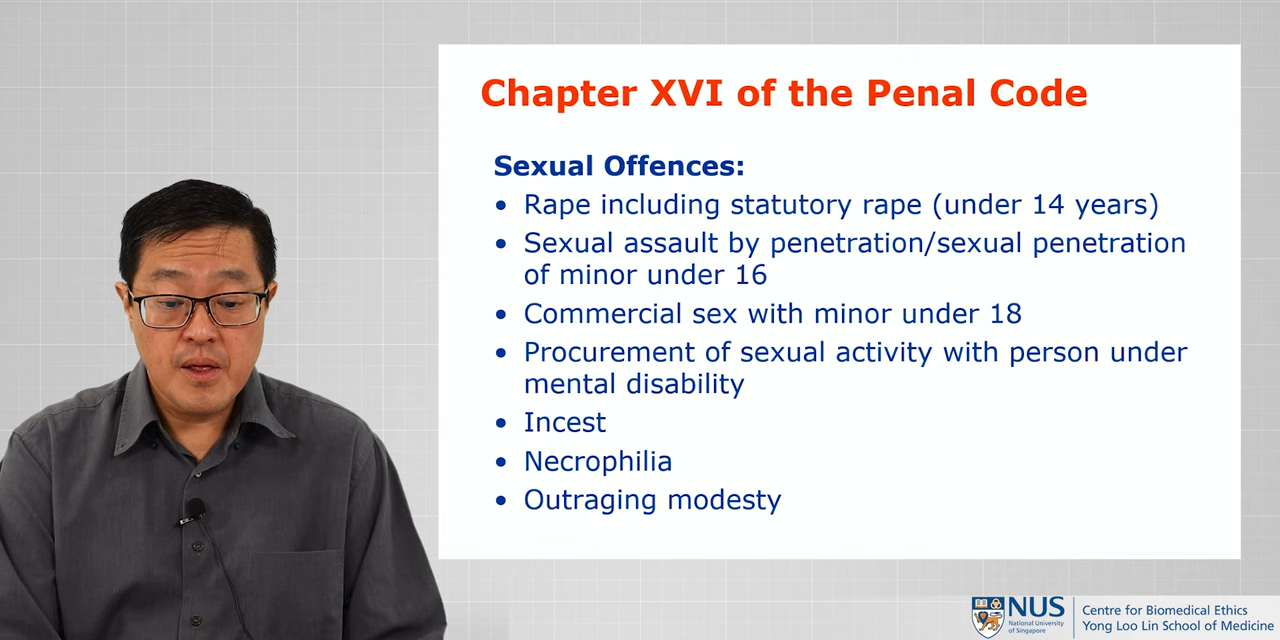 Chapter XVI of the Penal Code
Sexual Offences:
• Rape including statutory rape (under 14 years)
• Sexual assault by penetration/sexual penetration
of minor under 16
• Commercial sex with minor under 18
• Procurement of sexual activity with person under
mental disability
• Incest
• Necrophilia
• Outraging modesty
NUS
National University
of Singapore
Centre for Biomedical Ethics
Yong Loo Lin School of Medicine